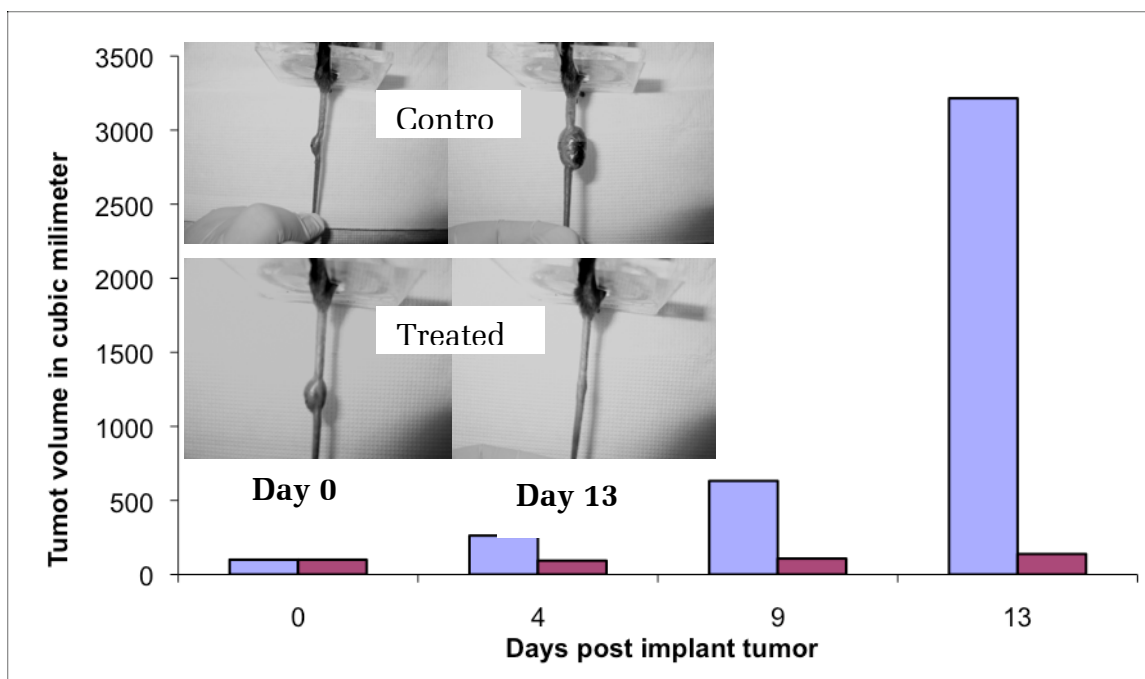 3500
3000
2500
2000
1500
1000
500
0
Tumot volume in cubic milimeter
Contro
Treated
Day 0
Day 13
0
4
9
13
Days post implant tumor